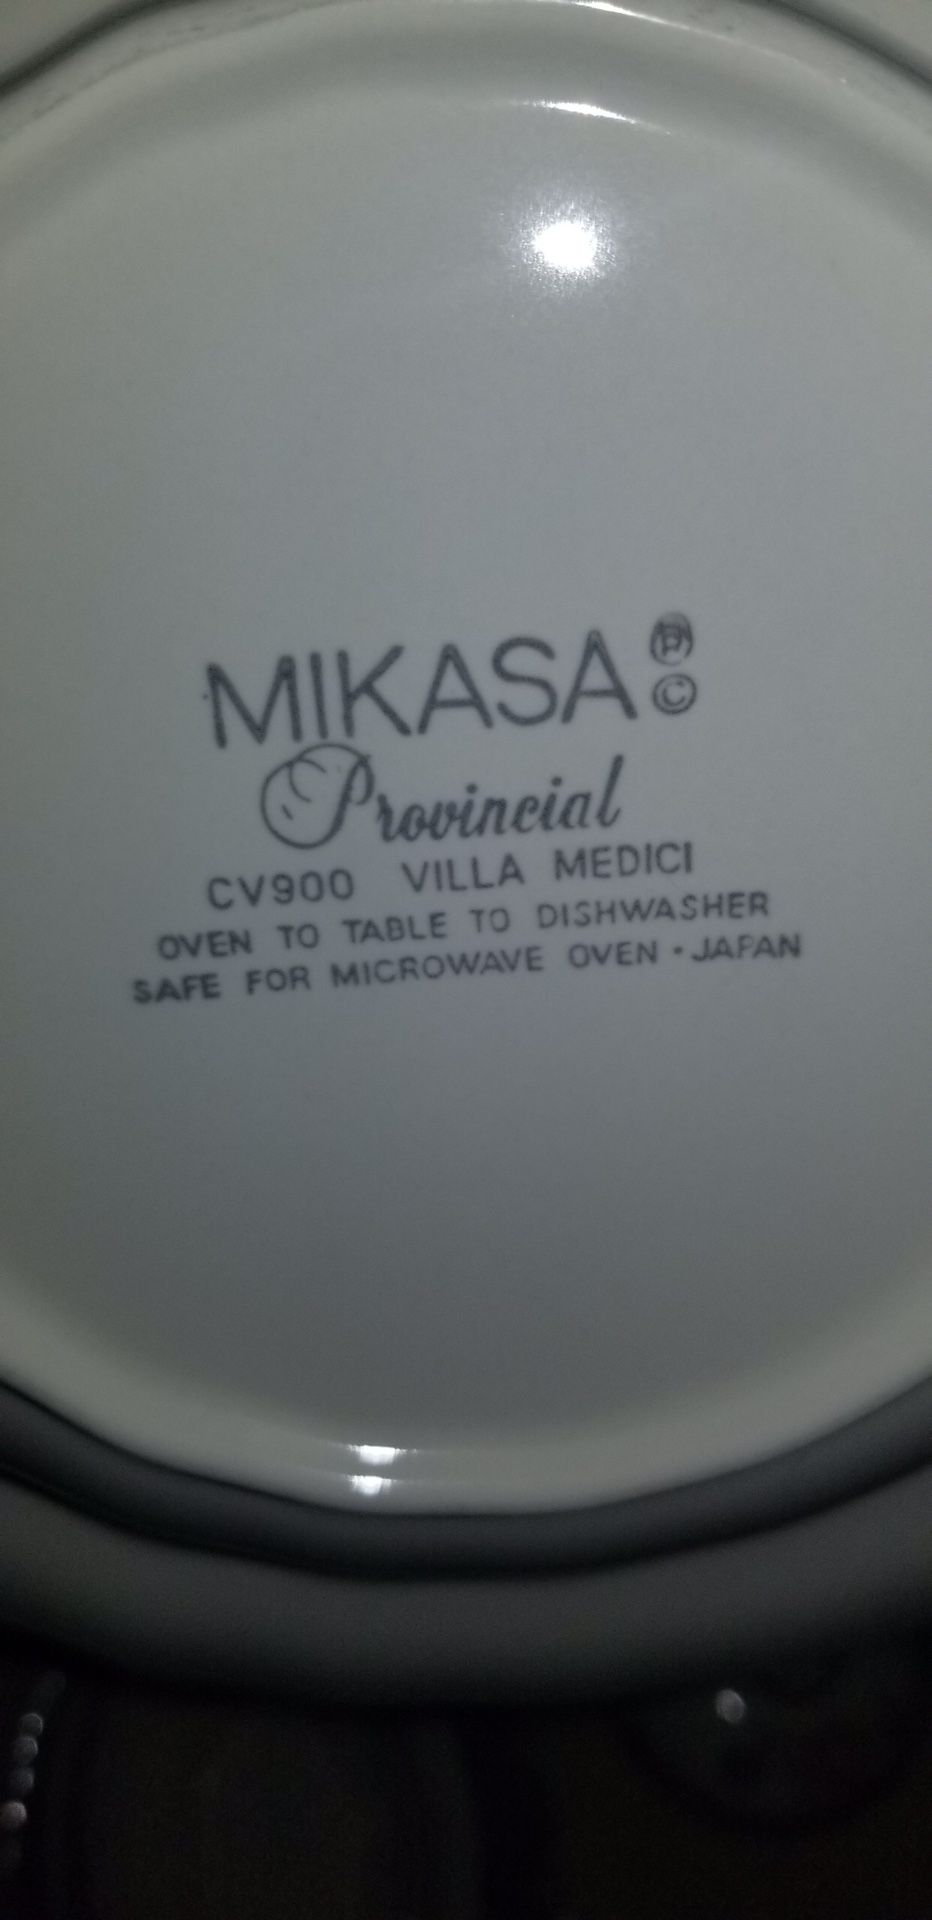 MIKASA ®
©
Provincial
CV900 VILLA MEDICI
OVEN TO TABLE TO DISHWASHER
SAFE FOR MICROWAVE OVEN · JAPAN